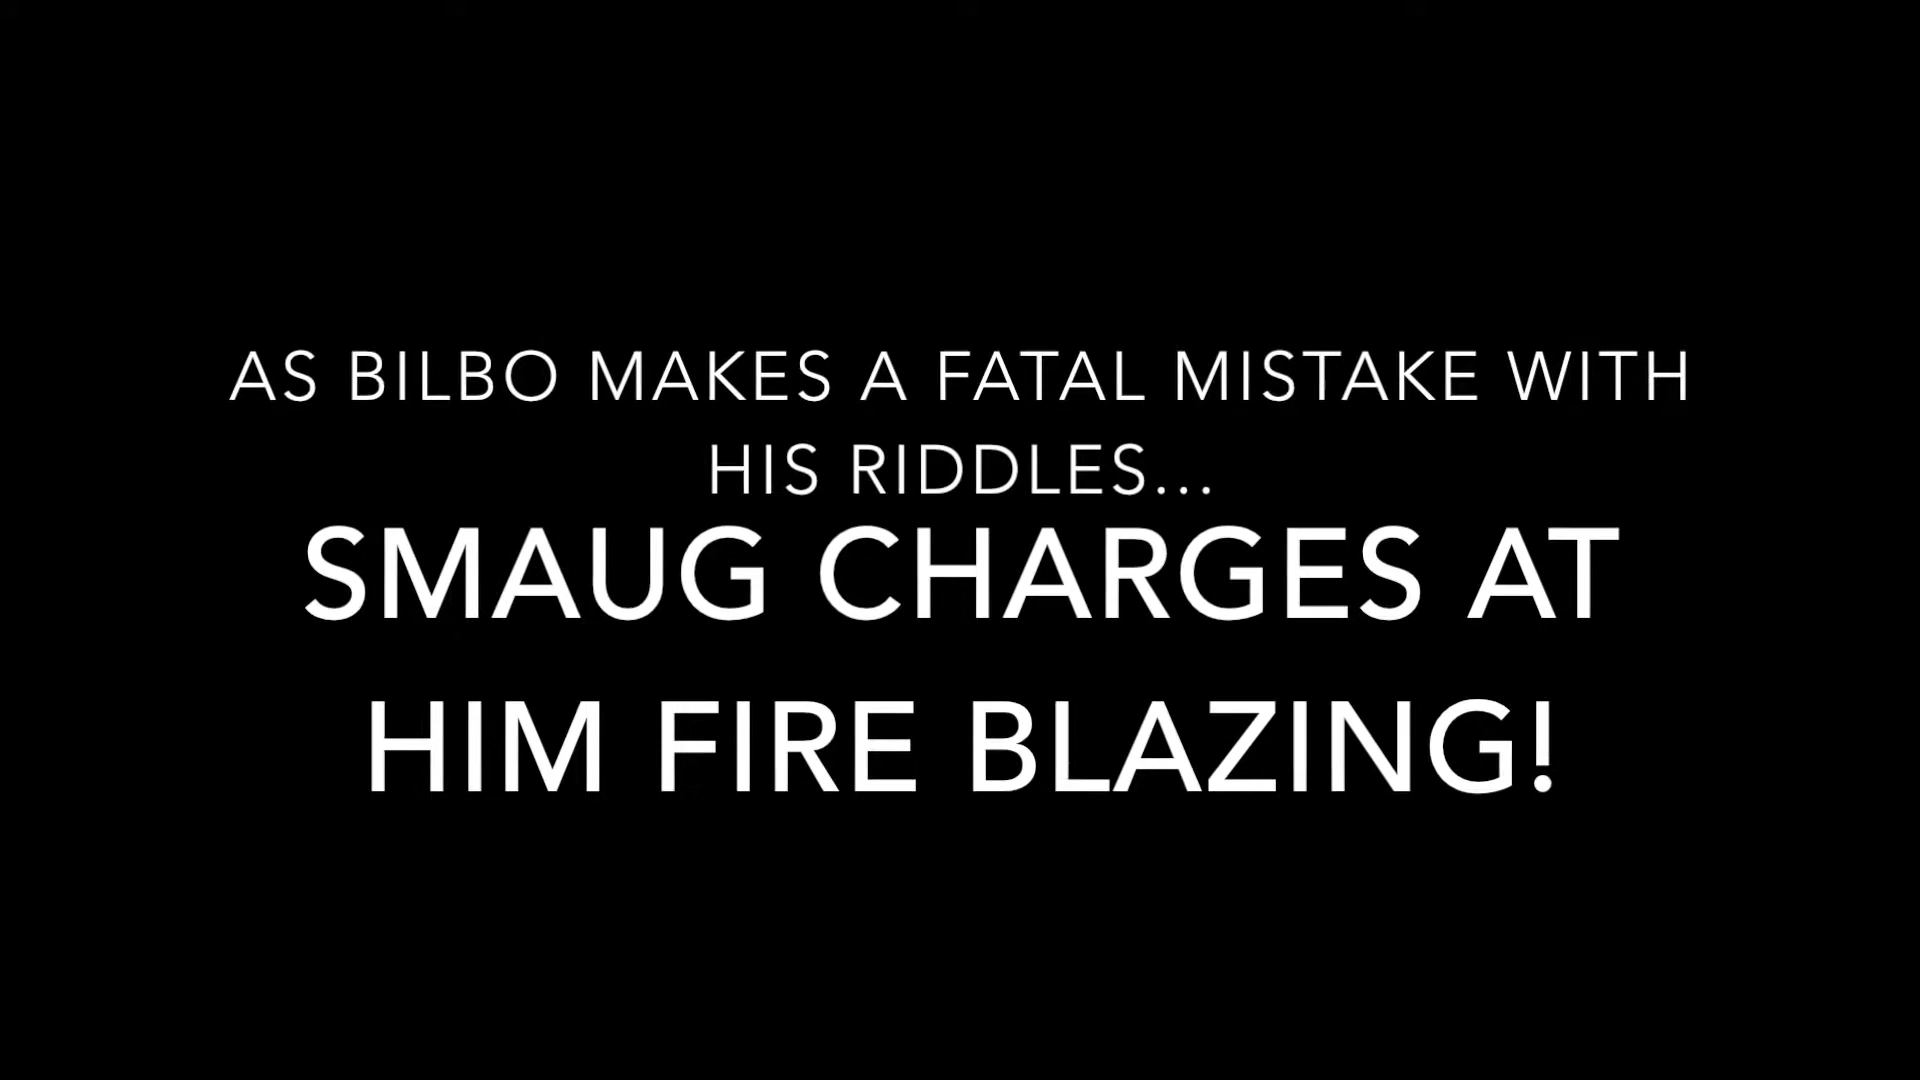 AS BILBO MAKES A FATAL MISTAKE WITH
HIS RIDDLES...
SMAUG CHARGES AT
HIM FIRE BLAZING!